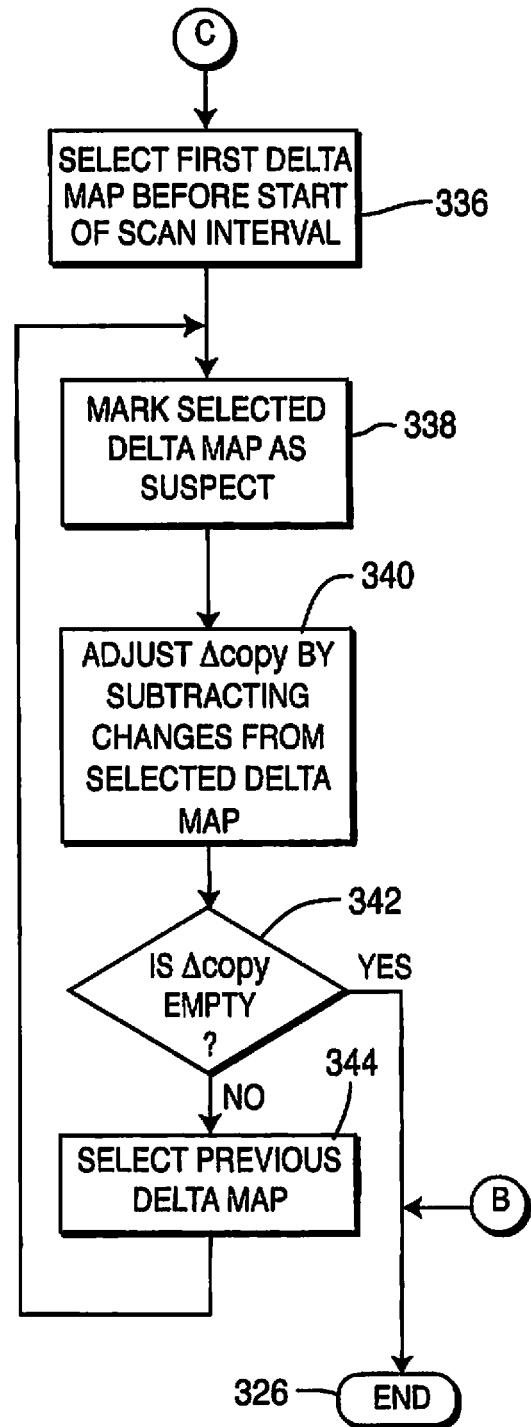 C
SELECT FIRST DELTA
MAP BEFORE START
OF SCAN INTERVAL
336
MARK SELECTED
DELTA MAP AS
SUSPECT
338
340
ADJUST Δcopy BY
SUBTRACTING
CHANGES FROM
SELECTED DELTA
MAP
342
IS Δcopy
EMPTY
?
YES
344
NO
SELECT PREVIOUS
DELTA MAP
B
326
END